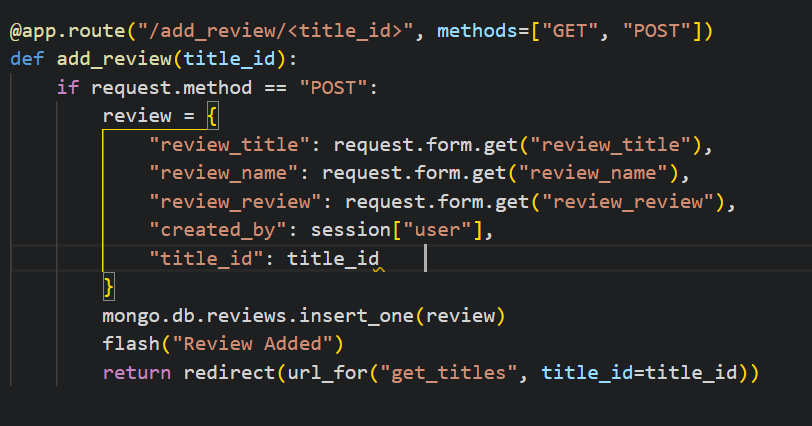 @app.route("/add_review/<title_id>", methods=["GET", "POST"])
def add_review(title_id):
    if request.method == "POST":
        review = {
            "review_title": request.form.get("review_title"),
            "review_name": request.form.get("review_name"),
            "review_review": request.form.get("review_review"),
            "created_by": session["user"],
            "title_id": title_id
        }
        mongo.db.reviews.insert_one(review)
        flash("Review Added")
        return redirect(url_for("get_titles", title_id=title_id))